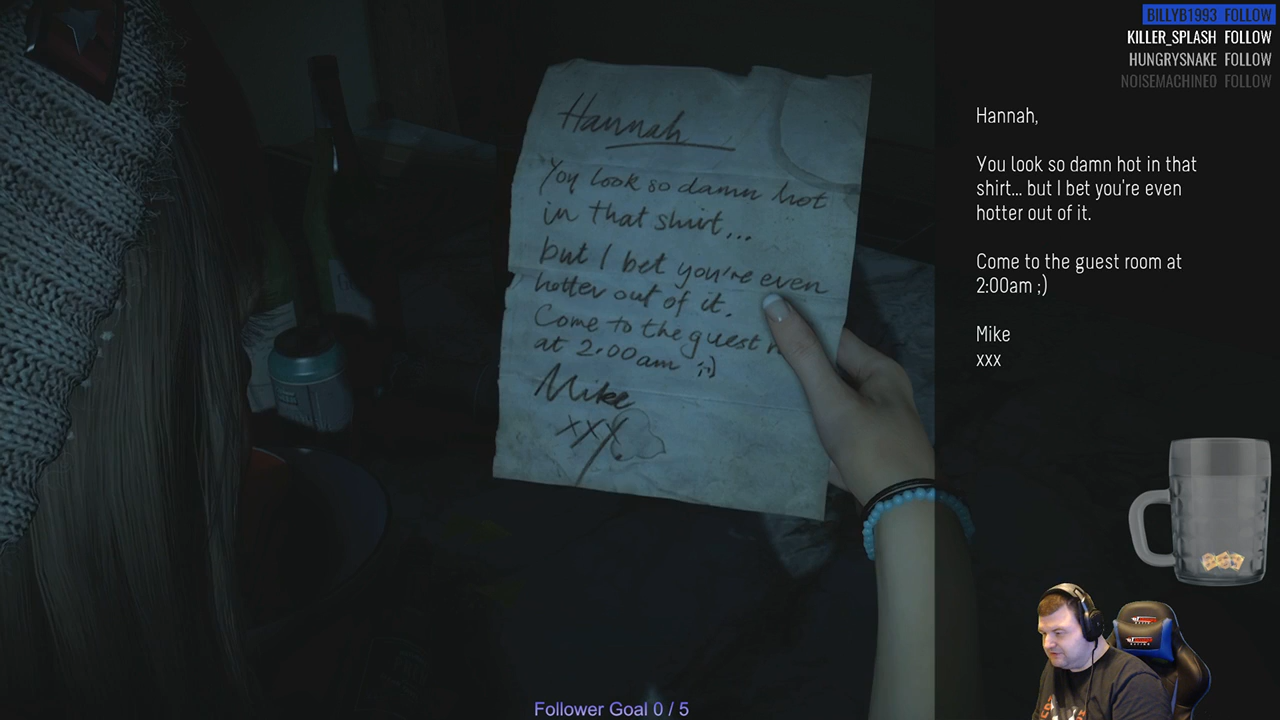 BILLYB1993 FOLLOW
KILLER_SPLASH FOLLOW
HUNGRYSNAKE FOLLOW
NOISEMACHINE0 FOLLOW
Hannah
You look so damn hot
in that shirt...
but I bet you're even
hotter out of it.
Come to the guest
at 2.00am ;)
Mike
xxx
Hannah,
You look so damn hot in that
shirt... but I bet you're even
hotter out of it.
Come to the guest room at
2:00am ;)
Mike
xxx
Follower Goal 0 / 5